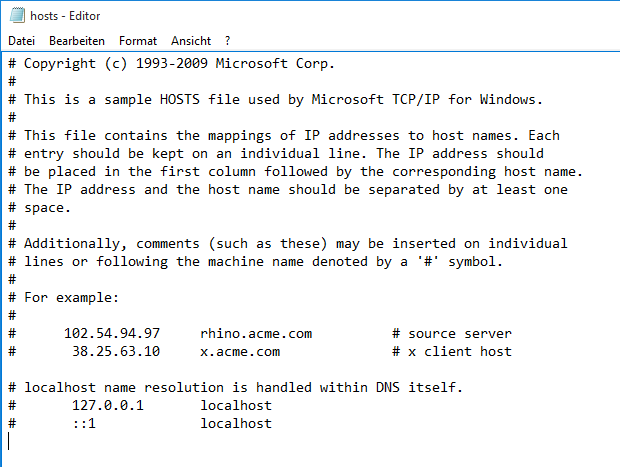 hosts - Editor
Datei Bearbeiten Format Ansicht ?
# Copyright (c) 1993-2009 Microsoft Corp.
#
# This is a sample HOSTS file used by Microsoft TCP/IP for Windows.
#
# This file contains the mappings of IP addresses to host names. Each
# entry should be kept on an individual line. The IP address should
# be placed in the first column followed by the corresponding host name.
# The IP address and the host name should be separated by at least one
# space.
#
# Additionally, comments (such as these) may be inserted on individual
# lines or following the machine name denoted by a '#' symbol.
#
# For example:
#
#      102.54.94.97     rhino.acme.com          # source server
#       38.25.63.10     x.acme.com              # x client host

# localhost name resolution is handled within DNS itself.
#       127.0.0.1       localhost
#       ::1             localhost